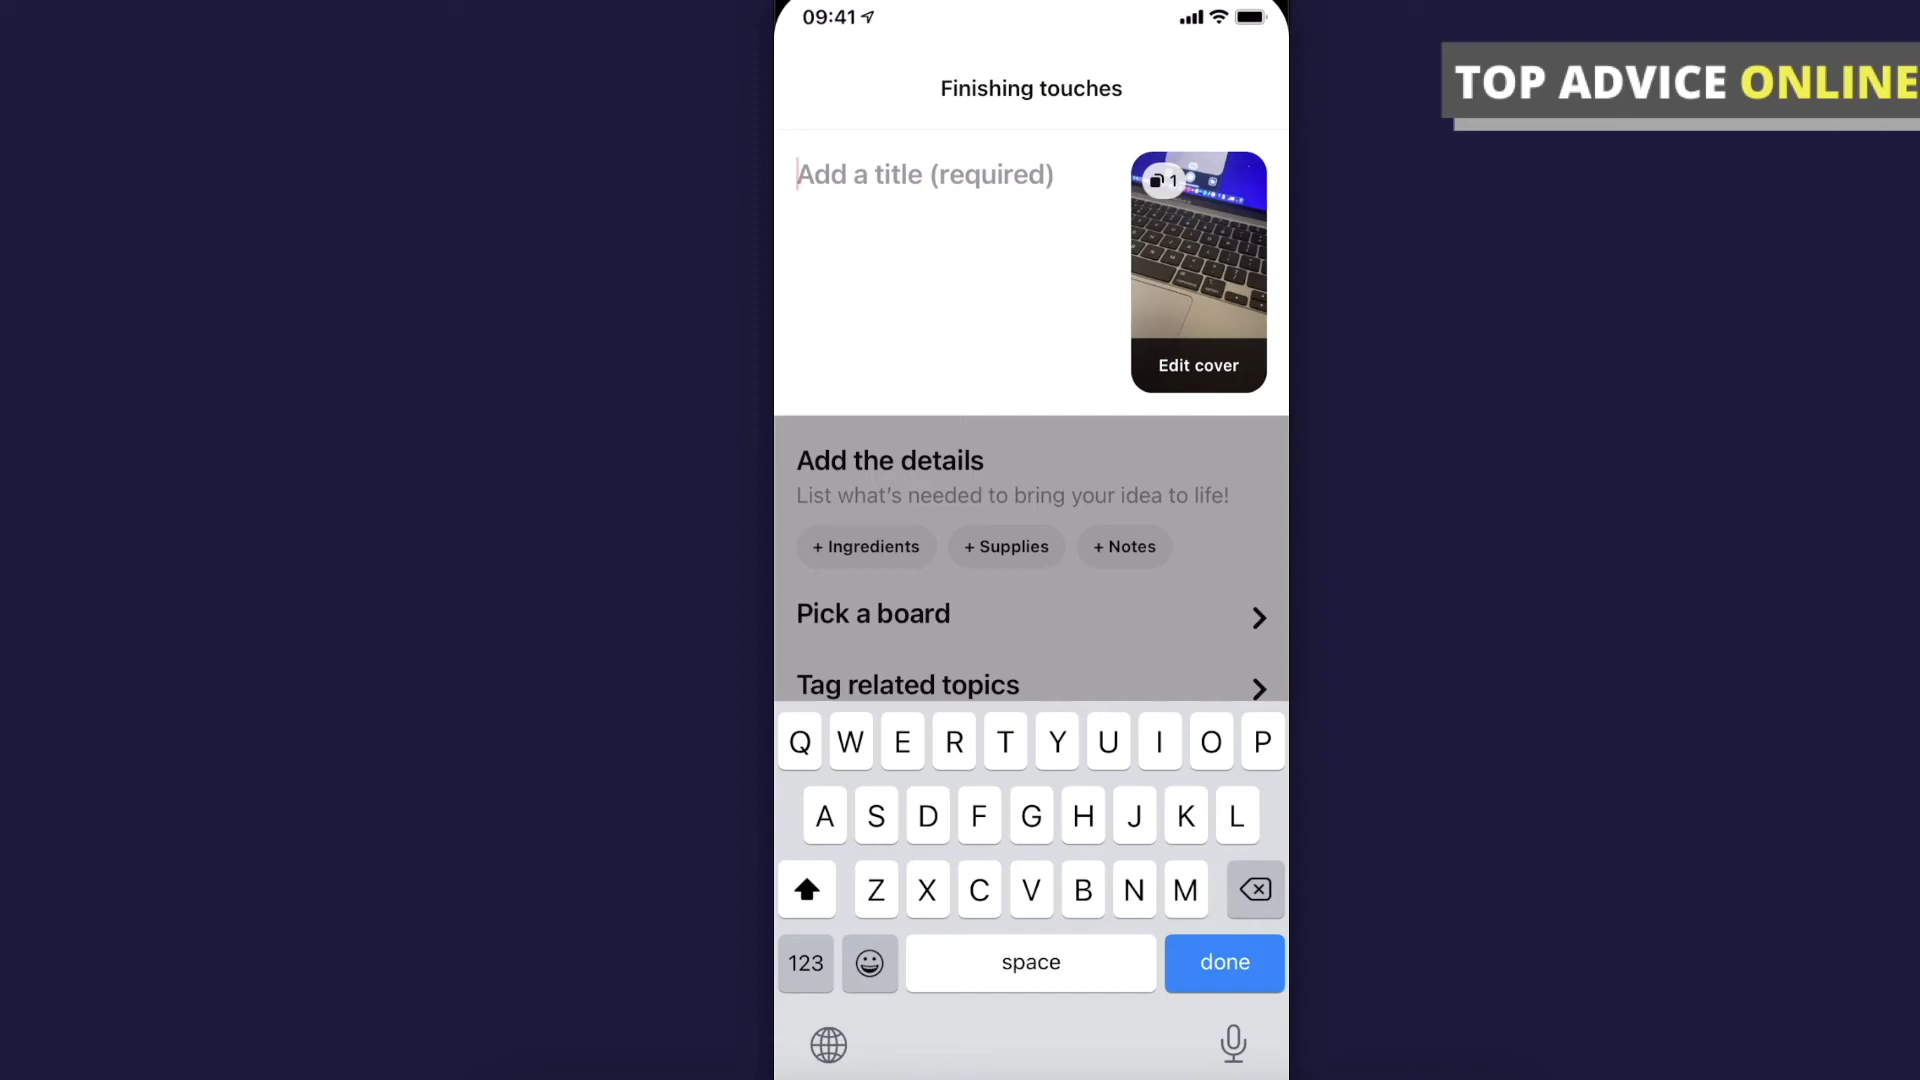 09:41
TOP ADVICE ONLINE
Finishing touches
Add a title (required)
1
Edit cover
Add the details
List what's needed to bring your idea to life!
+ Ingredients + Supplies + Notes
Pick a board
Tag related topics
Q W E R T Y U I O P
A S D F G H J K L
Z X C V B N M
123 space done